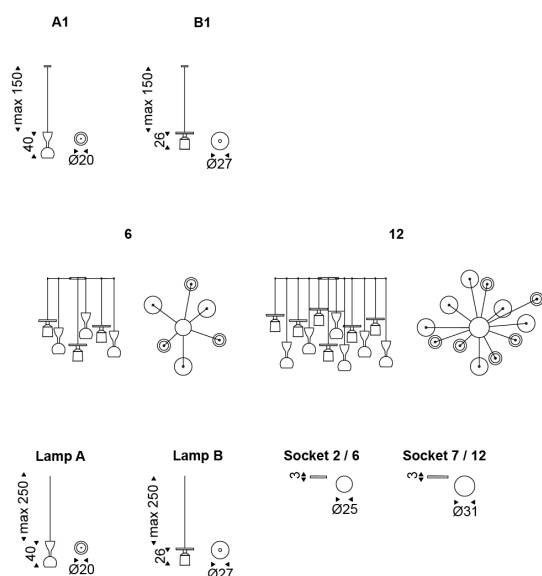 A1
B1
max 150
40
Ø20
max 150
26
Ø27
6
12
Lamp A
Lamp B
Socket 2 / 6
Socket 7 / 12
max 250
40
Ø20
max 250
26
Ø27
3
Ø25
3
Ø31